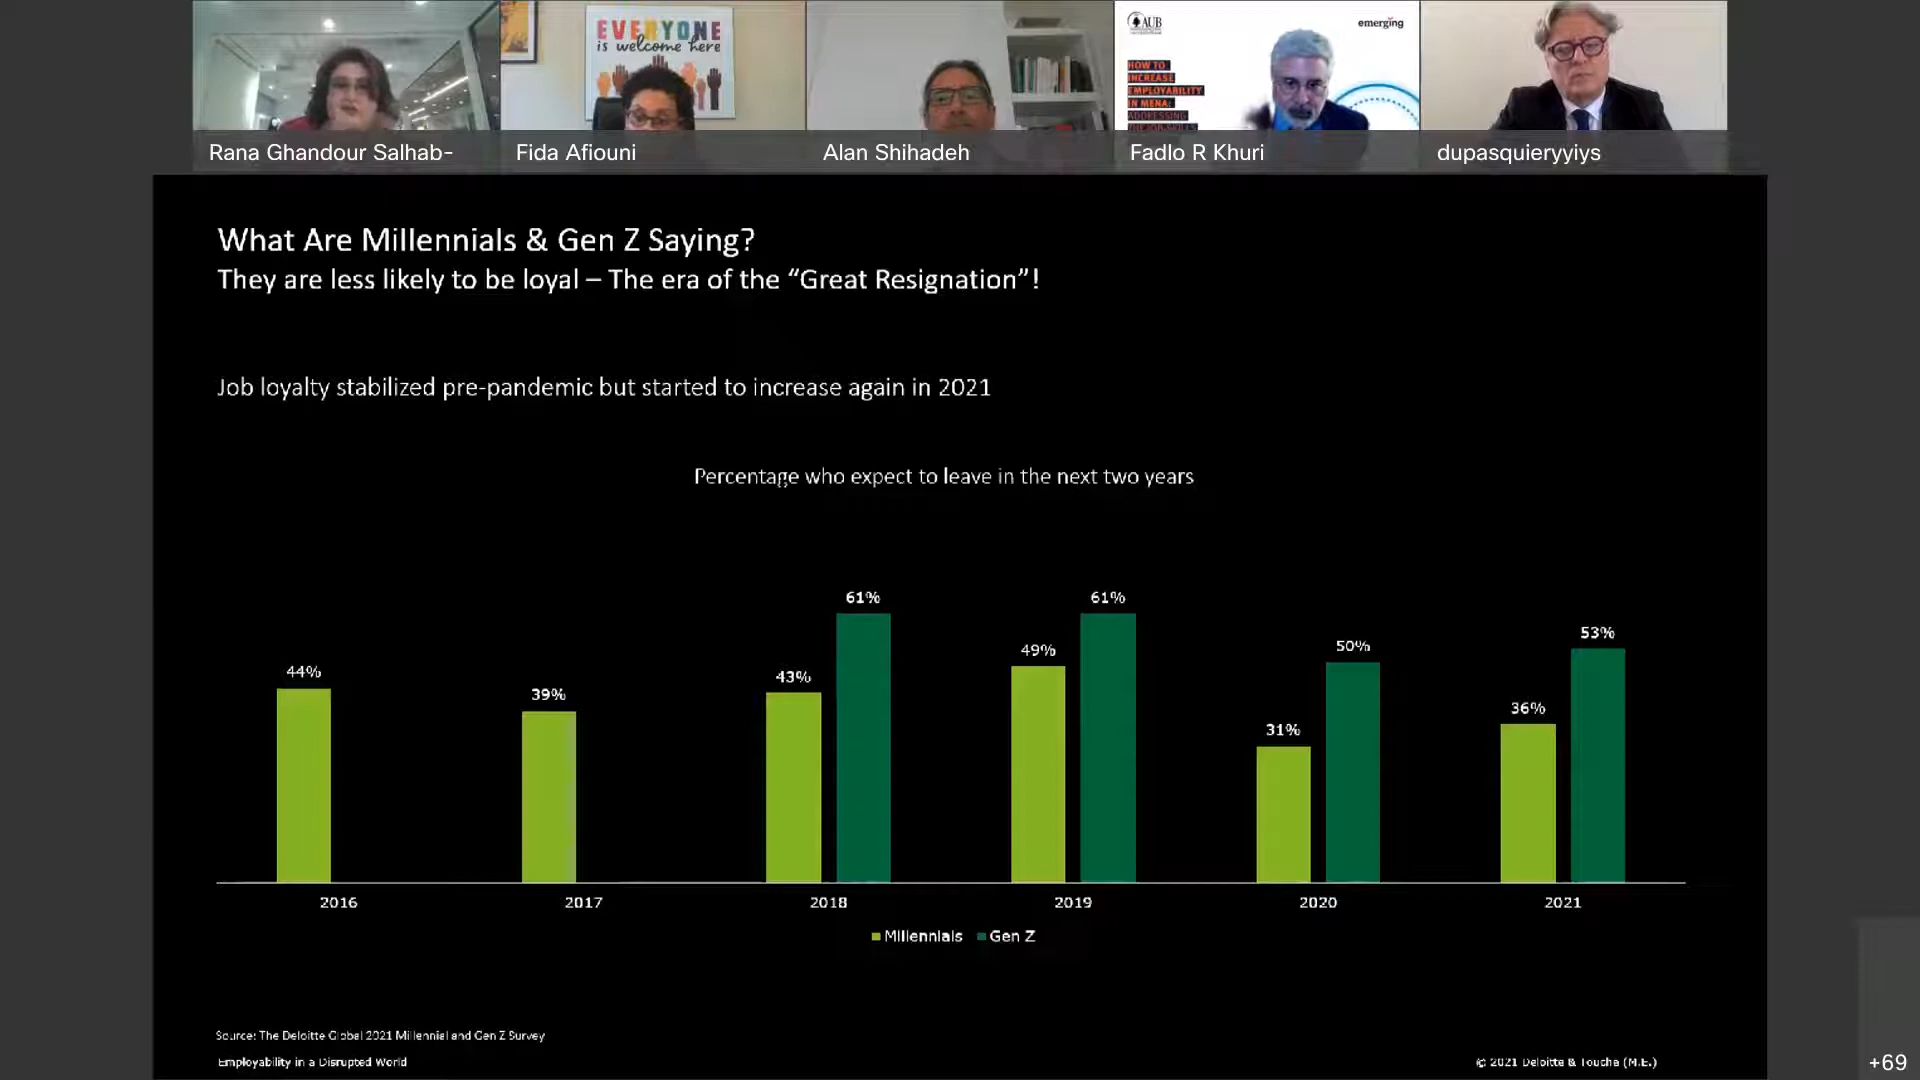 EVERYONE
is welcome here
AUB
emerging
HOW TO
INCREASE
EMPLOYABILITY
IN MENA:
ADDRESSING
THE JOB SKILLS
Rana Ghandour Salhab-
Fida Afiouni
Alan Shihadeh
Fadlo R Khuri
dupasquieryyiys
What Are Millennials & Gen Z Saying?
They are less likely to be loyal – The era of the “Great Resignation”!
Job loyalty stabilized pre-pandemic but started to increase again in 2021
Percentage who expect to leave in the next two years
44%
39%
43%
61%
49%
61%
31%
50%
36%
53%
2016
2017
2018
2019
2020
2021
Millennials
Gen Z
Source: The Deloitte Global 2021 Millennial and Gen Z Survey
Employability in a Disrupted World
© 2021 Deloitte & Touche (M.E.)
+69